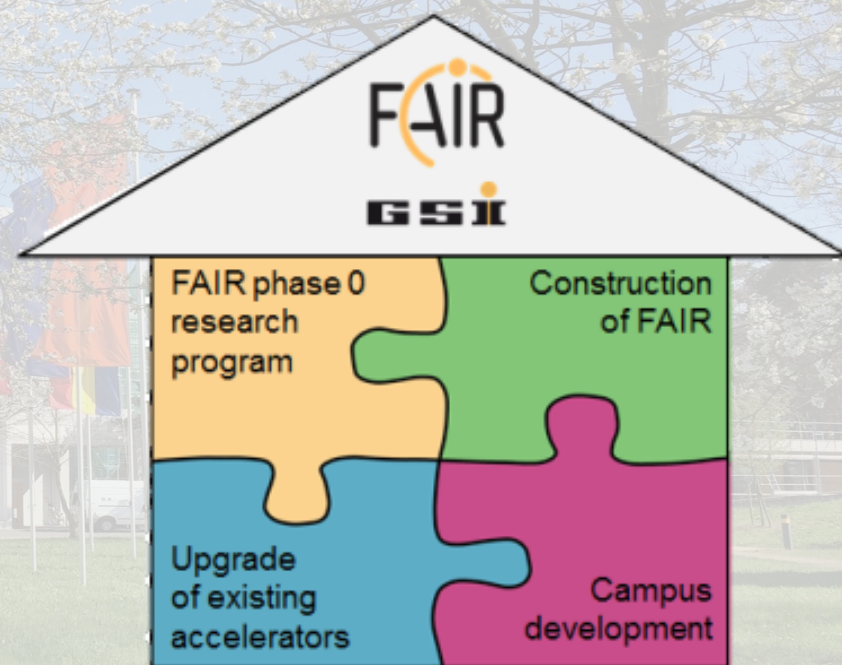 FAIR
GSI
FAIR phase 0
research
program
Construction
of FAIR
Upgrade
of existing
accelerators
Campus
development